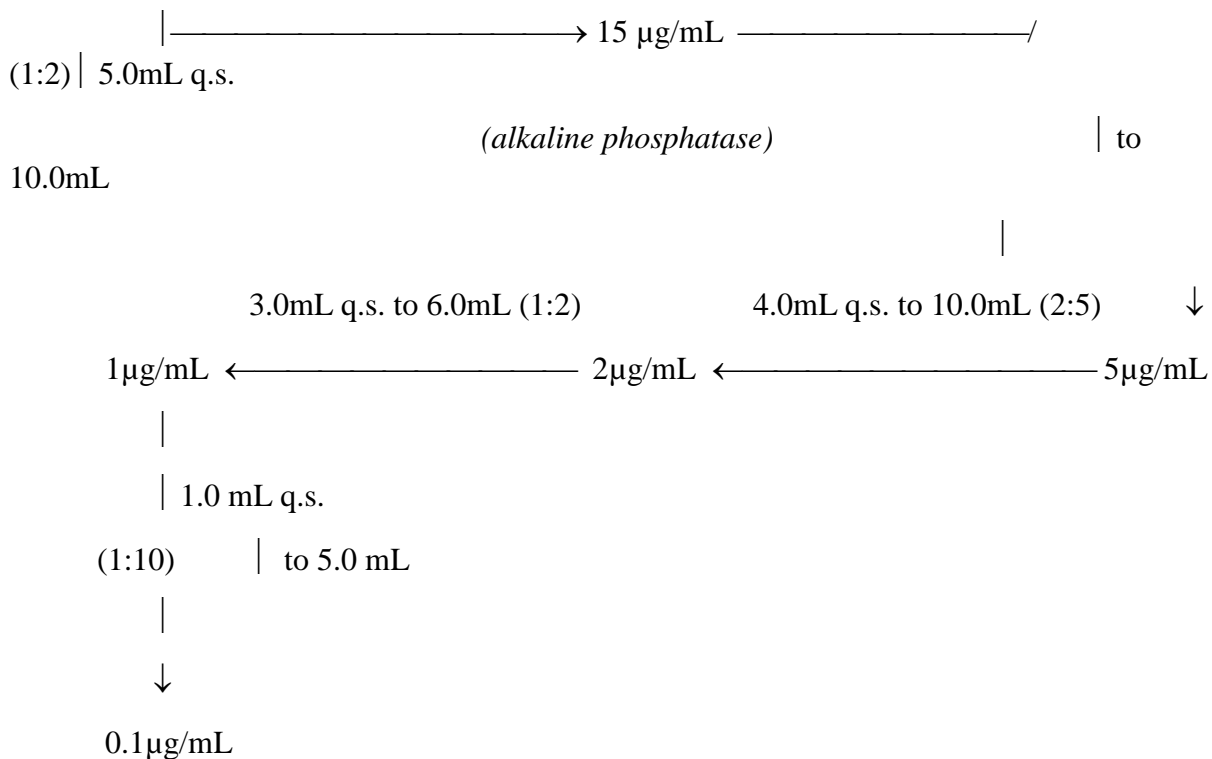 15 µg/mL
(1:2) 5.0mL q.s.
(alkaline phosphatase) to
10.0mL
3.0mL q.s. to 6.0mL (1:2) 4.0mL q.s. to 10.0mL (2:5) ↓
1µg/mL ← 2µg/mL ← 5µg/mL
1.0 mL q.s.
(1:10) to 5.0 mL
0.1µg/mL